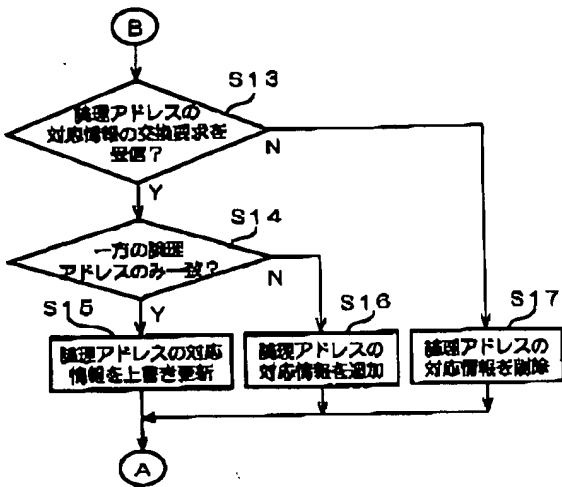 B
S13
論理アドレスの
対応情報の交換要求を
受信?
N
Y
S14
一方の論理
アドレスのみ一致?
N
Y
S15
論理アドレスの対応
情報を上書き更新
S16
論理アドレスの
対応情報を追加
S17
論理アドレスの
対応情報を削除
A